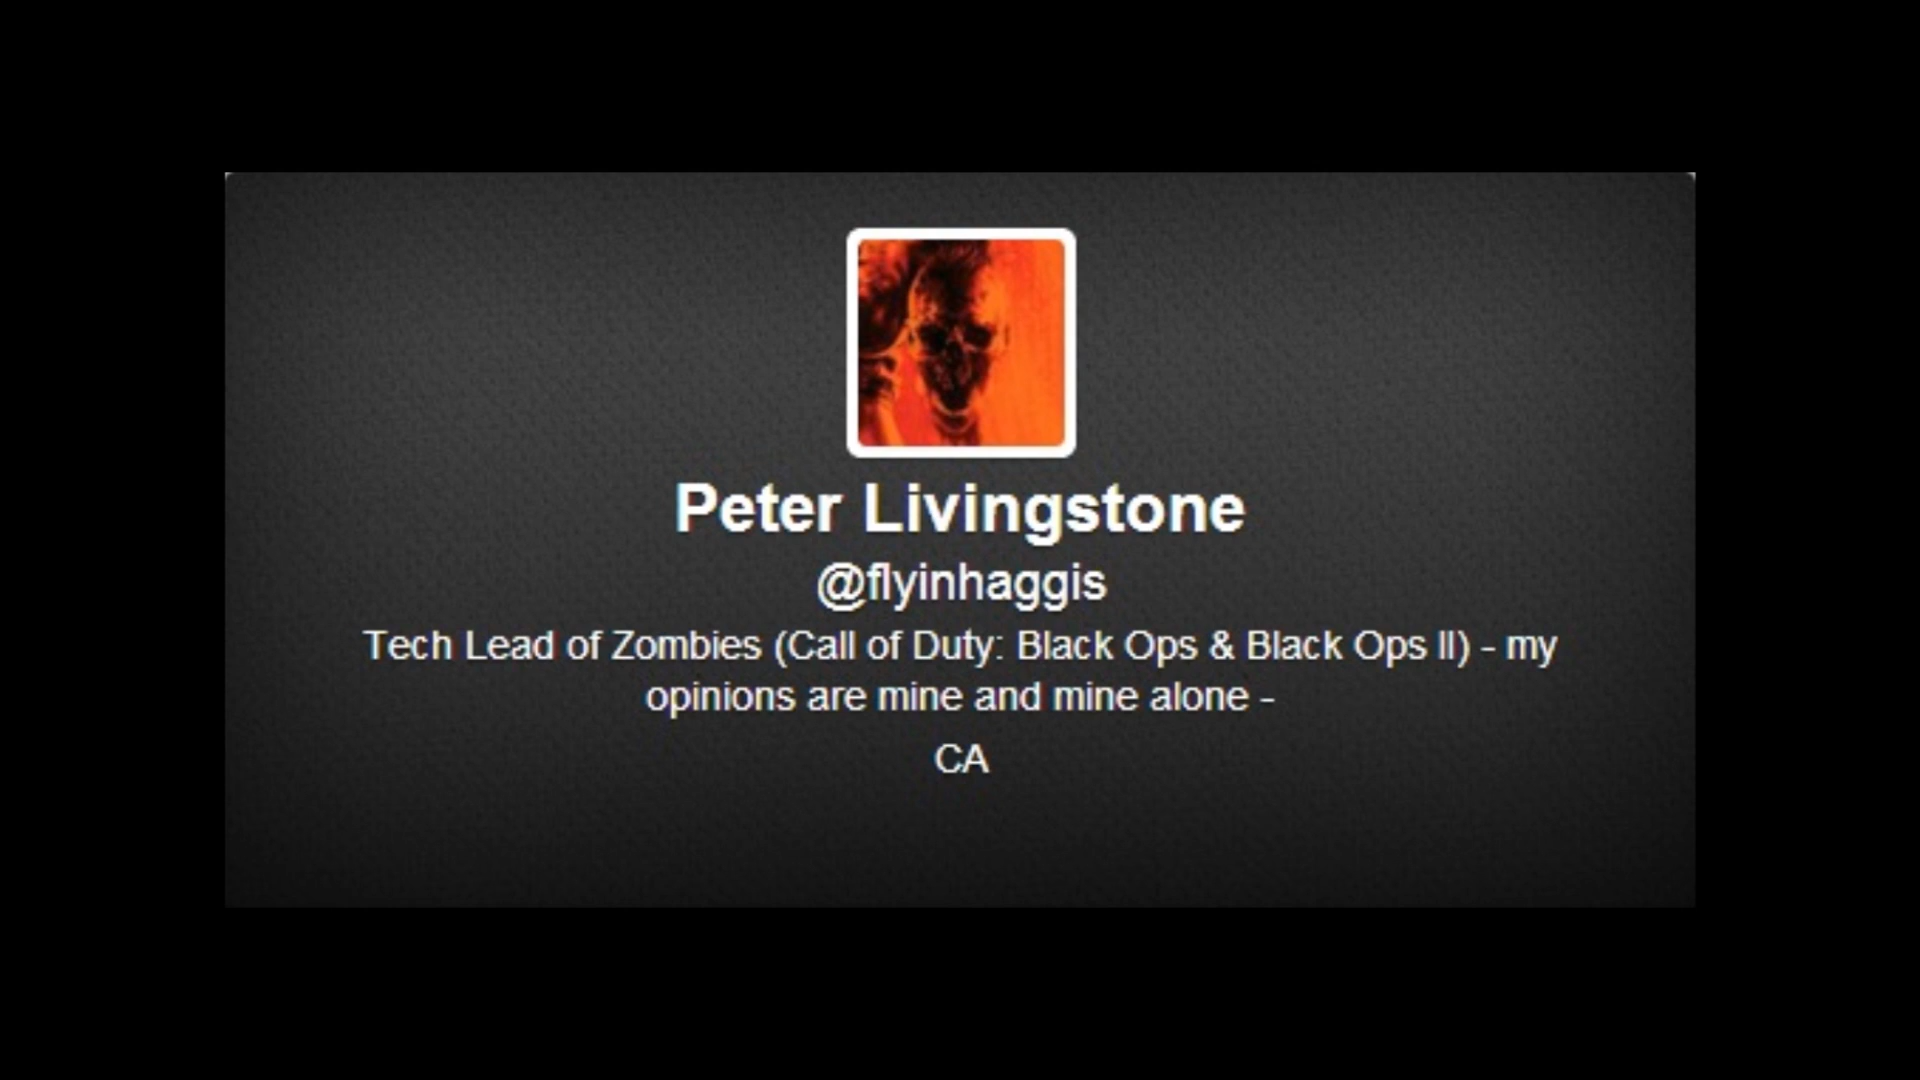 Peter Livingstone
@flyinhaggis
Tech Lead of Zombies (Call of Duty: Black Ops & Black Ops II) - my
opinions are mine and mine alone -
CA